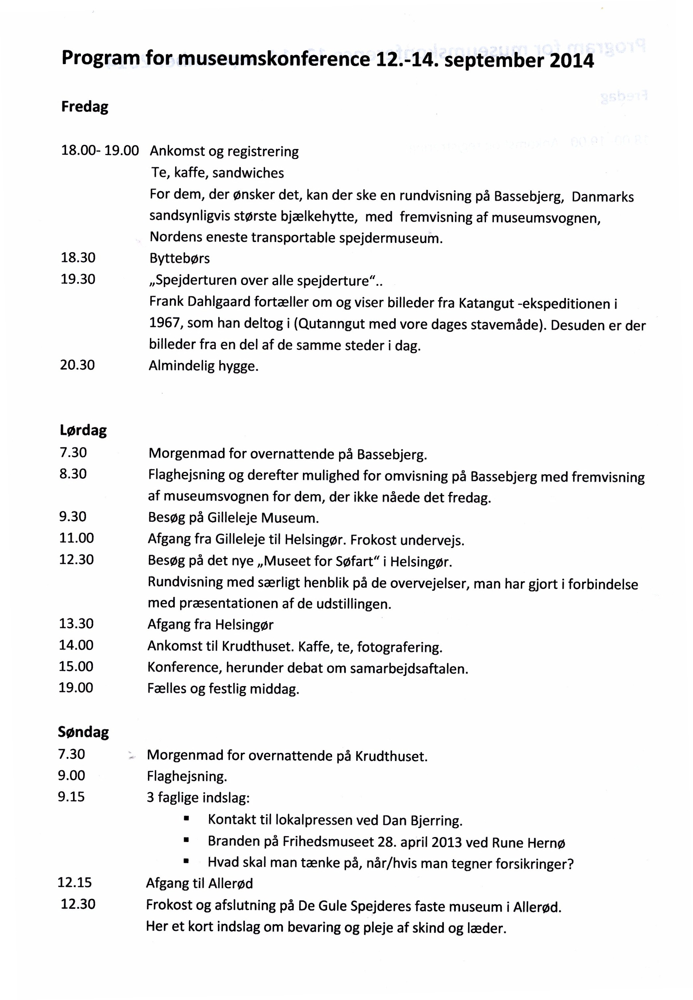 Program for museumskonference 12.-14. september 2014
Fredag
18.00- 19.00 Ankomst og registrering
Te, kaffe, sandwiches
For dem, der ønsker det, kan der ske en rundvisning på Bassebjerg, Danmarks
sandsynligvis største bjælkehytte, med fremvisning af museumsvognen,
Nordens eneste transportable spejdermuseum.
18.30 Byttebørs
19.30 „Spejderturen over alle spejderture“..
Frank Dahlgaard fortæller om og viser billeder fra Katangut -ekspeditionen i
1967, som han deltog i (Qutanngut med vore dages stavemåde). Desuden er der
billeder fra en del af de samme steder i dag.
20.30 Almindelig hygge.
Lørdag
7.30 Morgenmad for overnattende på Bassebjerg.
8.30 Flaghejsning og derefter mulighed for omvisning på Bassebjerg med fremvisning
af museumsvognen for dem, der ikke nåede det fredag.
9.30 Besøg på Gilleleje Museum.
11.00 Afgang fra Gilleleje til Helsingør. Frokost undervejs.
12.30 Besøg på det nye „Museet for Søfart“ i Helsingør.
Rundvisning med særligt henblik på de overvejelser, man har gjort i forbindelse
med præsentationen af de udstillingen.
13.30 Afgang fra Helsingør
14.00 Ankomst til Krudthuset. Kaffe, te, fotografering.
15.00 Konference, herunder debat om samarbejdsaftalen.
19.00 Fælles og festlig middag.
Søndag
7.30 Morgenmad for overnattende på Krudthuset.
9.00 Flaghejsning.
9.15 3 faglige indslag:
▪ Kontakt til lokalpressen ved Dan Bjerring.
▪ Branden på Frihedsmuseet 28. april 2013 ved Rune Hernø
▪ Hvad skal man tænke på, når/hvis man tegner forsikringer?
12.15 Afgang til Allerød
12.30 Frokost og afslutning på De Gule Spejderes faste museum i Allerød.
Her et kort indslag om bevaring og pleje af skind og læder.